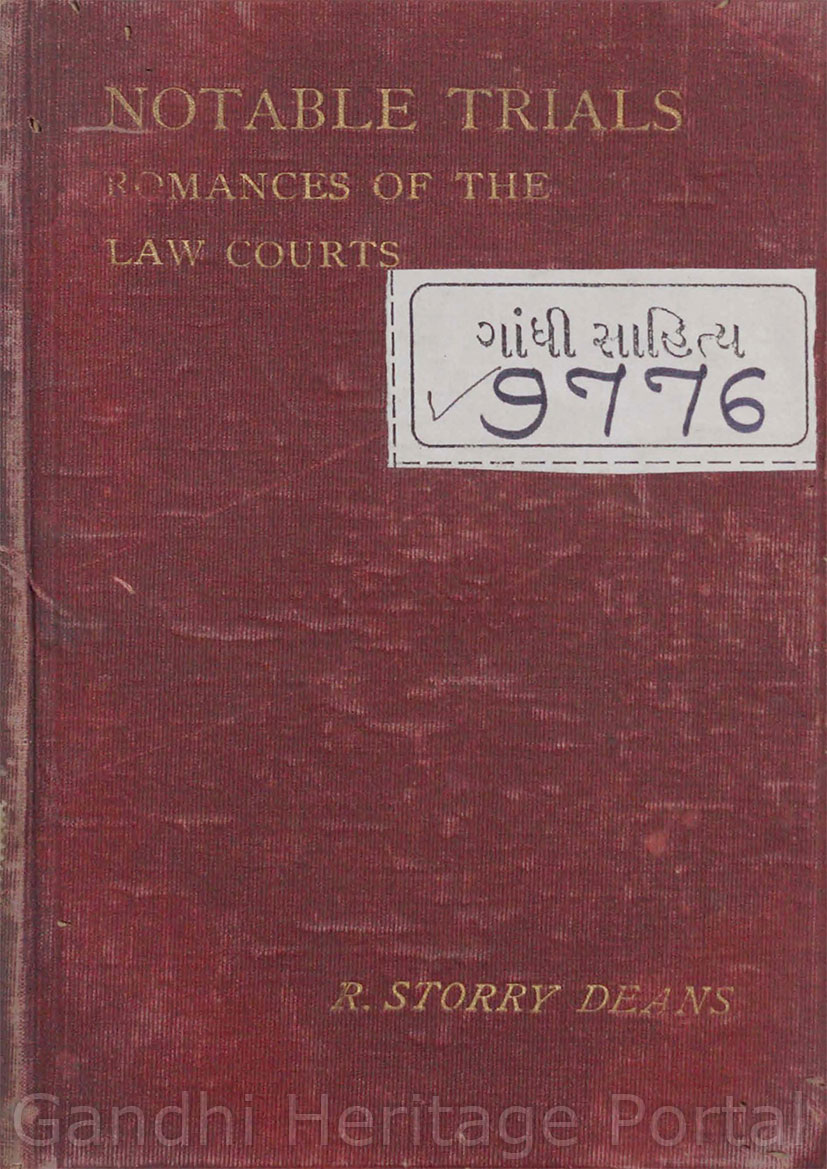 NOTABLE TRIALS
ROMANCES OF THE
LAW COURTS
ગાંધી સાહિત્ય
✓ 9776
R. STORRY DEANS
Gandhi Heritage Portal